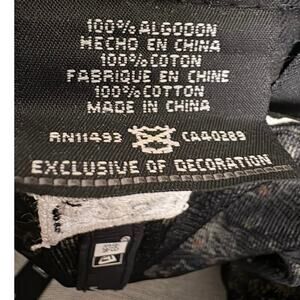 100% ALGODON
HECHO EN CHINA
100% COTON
FABRIQUE EN CHINE
100% COTTON
MADE IN CHINA
RN11493 CA40289
EXCLUSIVE OF DECORATION